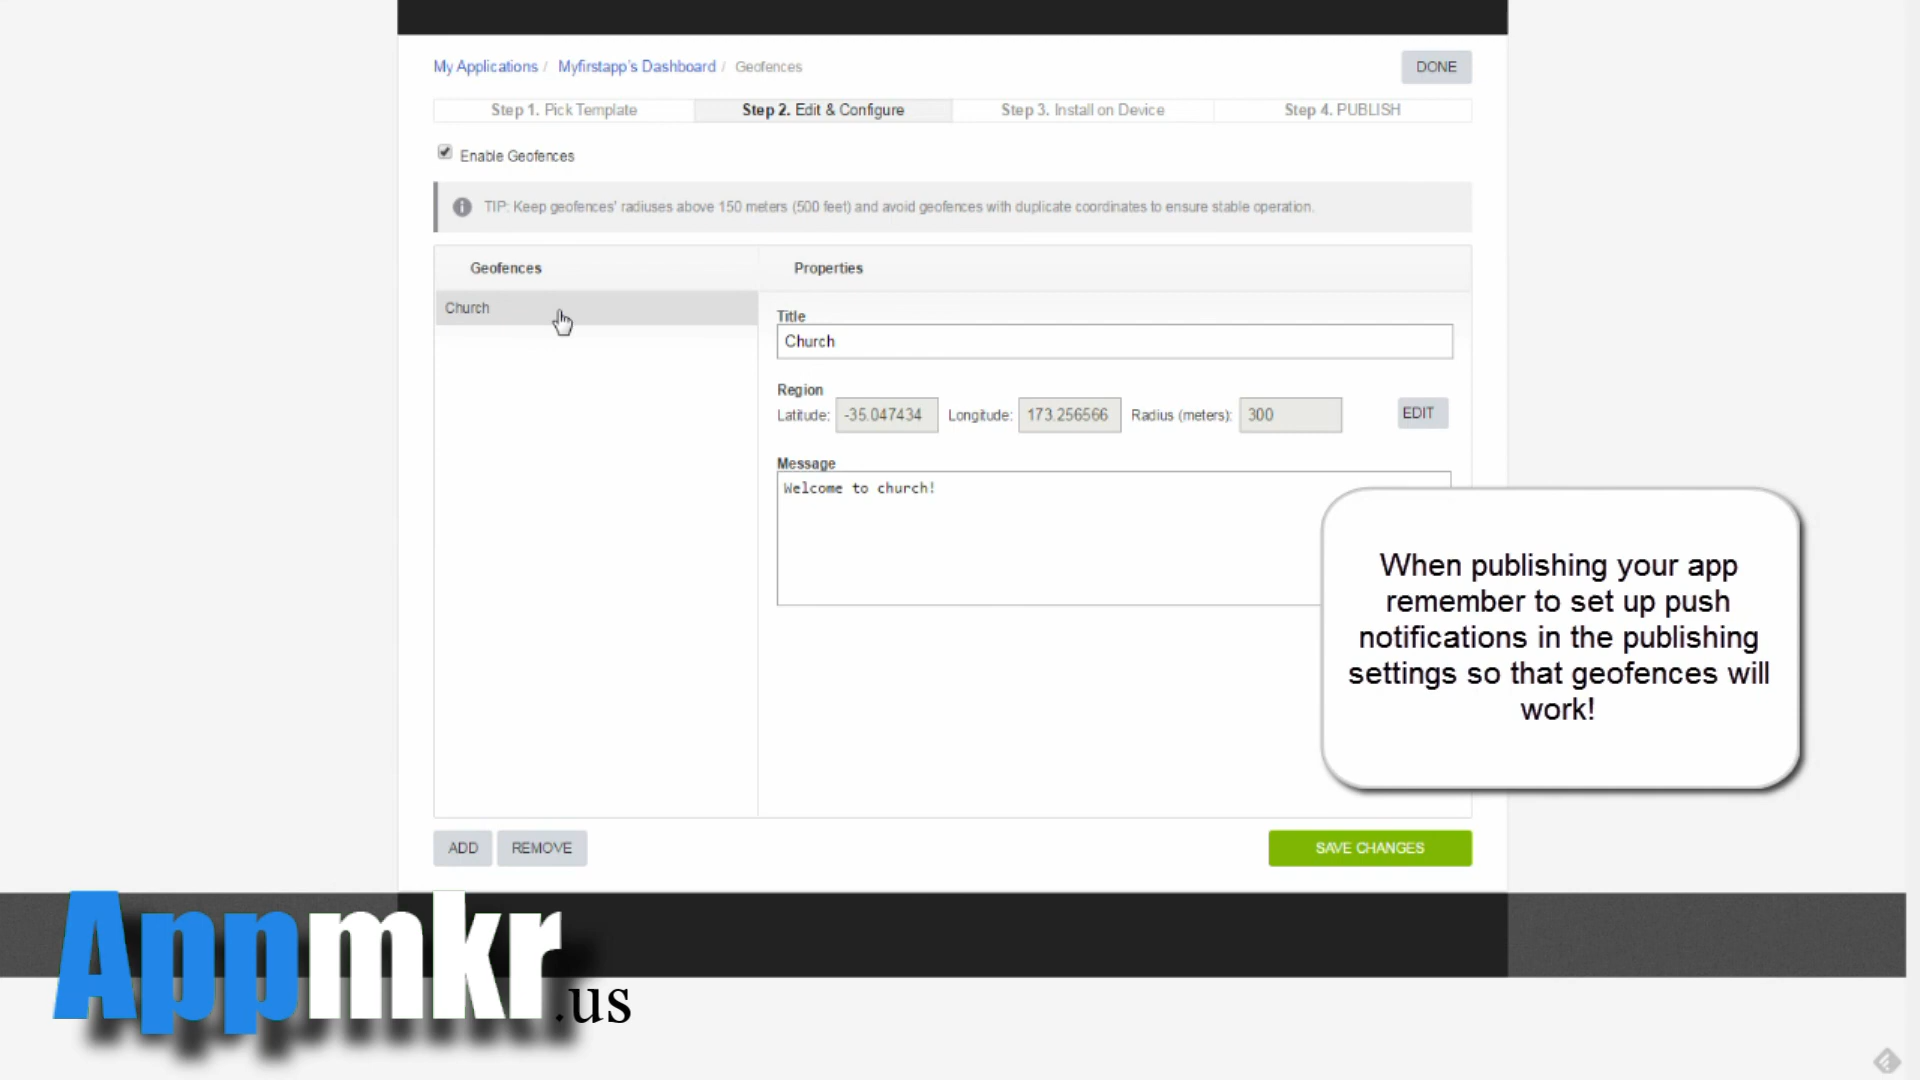 My Applications / Myfirstapp's Dashboard / Geofences
DONE
Step 1. Pick Template
Step 2. Edit & Configure
Step 3. Install on Device
Step 4. PUBLISH
Enable Geofences
TIP: Keep geofences' radiuses above 150 meters (500 feet) and avoid geofences with duplicate coordinates to ensure stable operation.
Geofences
Properties
Church
Title
Church
Region
Latitude: -35.047434 Longitude: 173.256566 Radius (meters): 300
EDIT
Message
Welcome to church!
When publishing your app
remember to set up push
notifications in the publishing
settings so that geofences will
work!
ADD
REMOVE
SAVE CHANGES
Appmkr.us